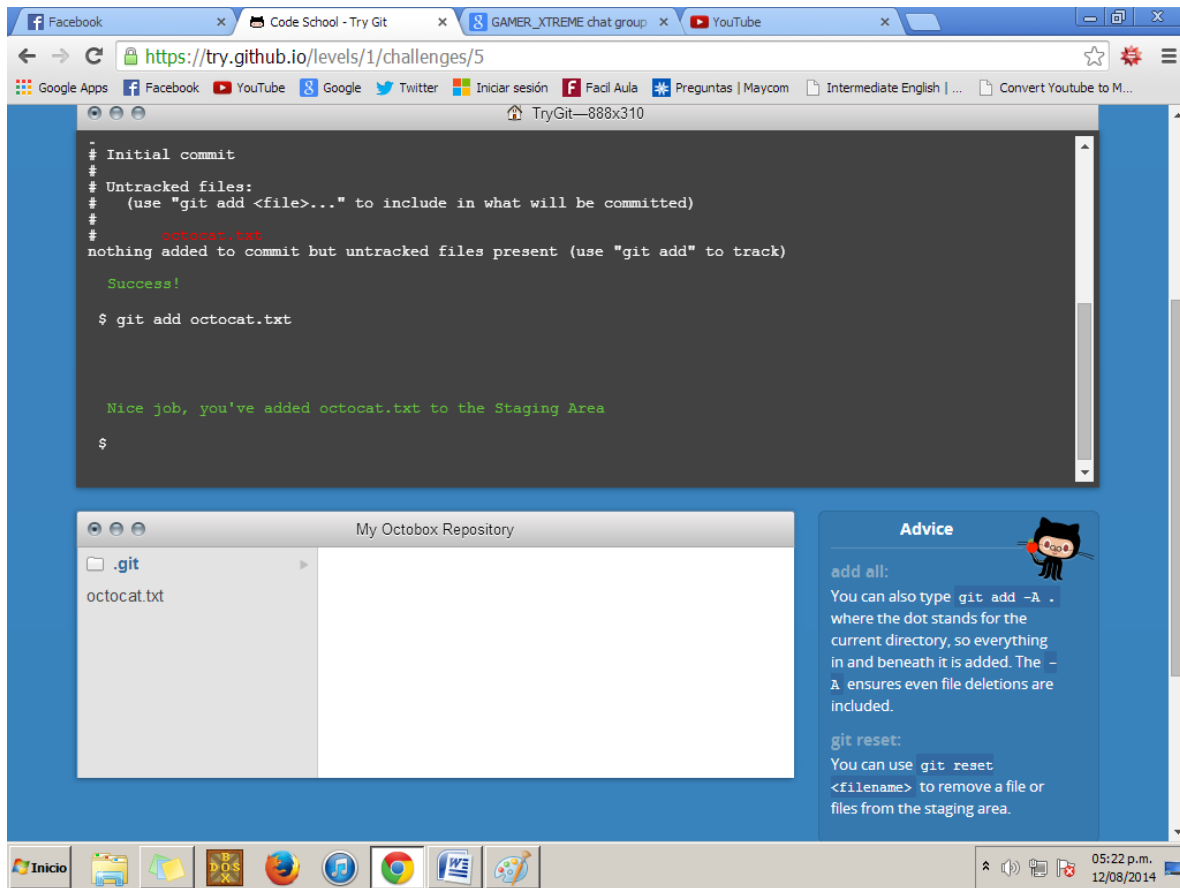 Facebook
Code School - Try Git
GAMER_XTREME chat group
YouTube
https://try.github.io/levels/1/challenges/5
Google Apps
Facebook
YouTube
Google
Twitter
Iniciar sesión
Facil Aula
Preguntas | Maycom
Intermediate English | ...
Convert Youtube to M...
TryGit—888x310
# Initial commit
#
# Untracked files:
# (use "git add <file>..." to include in what will be committed)
#
# octocat.txt
nothing added to commit but untracked files present (use "git add" to track)
Success!
$ git add octocat.txt
Nice job, you've added octocat.txt to the Staging Area
$
My Octobox Repository
.git
octocat.txt
Advice
add all:
You can also type git add -A .
where the dot stands for the
current directory, so everything
in and beneath it is added. The -
A ensures even file deletions are
included.
git reset:
You can use git reset
<filename> to remove a file or
files from the staging area.
Inicio
05:22 p.m.
12/08/2014